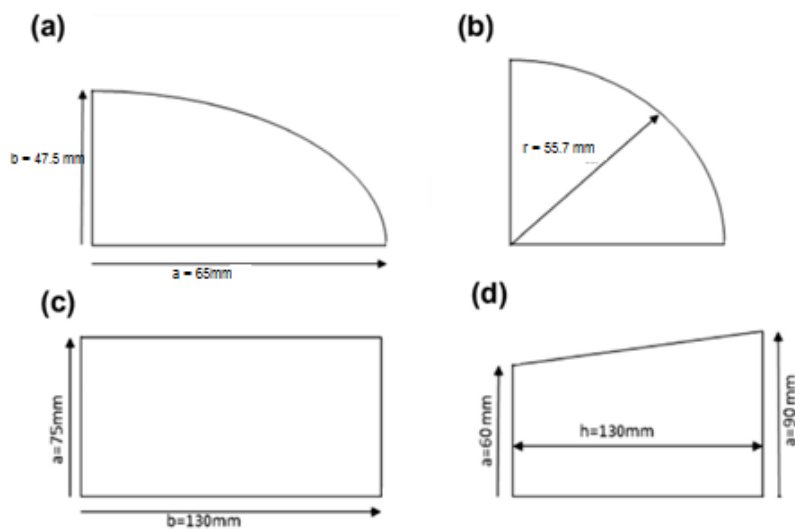 (a)
b = 47.5 mm
a = 65mm
(b)
r = 55.7 mm
(c)
a=75mm
b=130mm
(d)
a=60mm
h=130mm
a=90mm